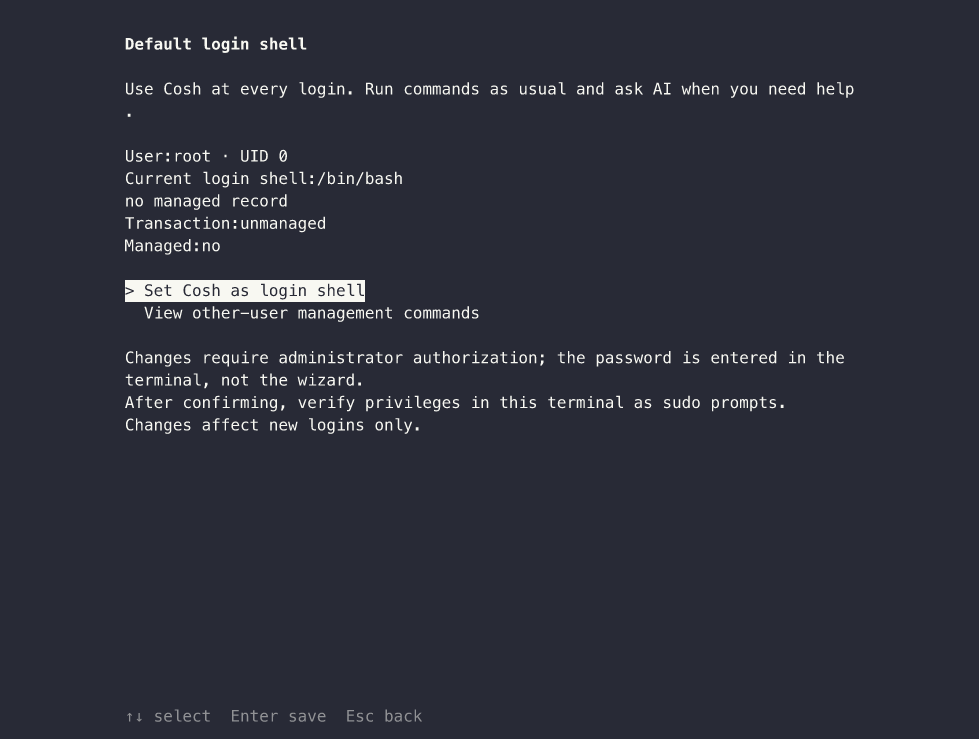 Default login shell
Use Cosh at every login. Run commands as usual and ask AI when you need help
.
User:root · UID 0
Current login shell:/bin/bash
no managed record
Transaction:unmanaged
Managed:no
> Set Cosh as login shell
View other-user management commands
Changes require administrator authorization; the password is entered in the
terminal, not the wizard.
After confirming, verify privileges in this terminal as sudo prompts.
Changes affect new logins only.
↑↓ select  Enter save  Esc back